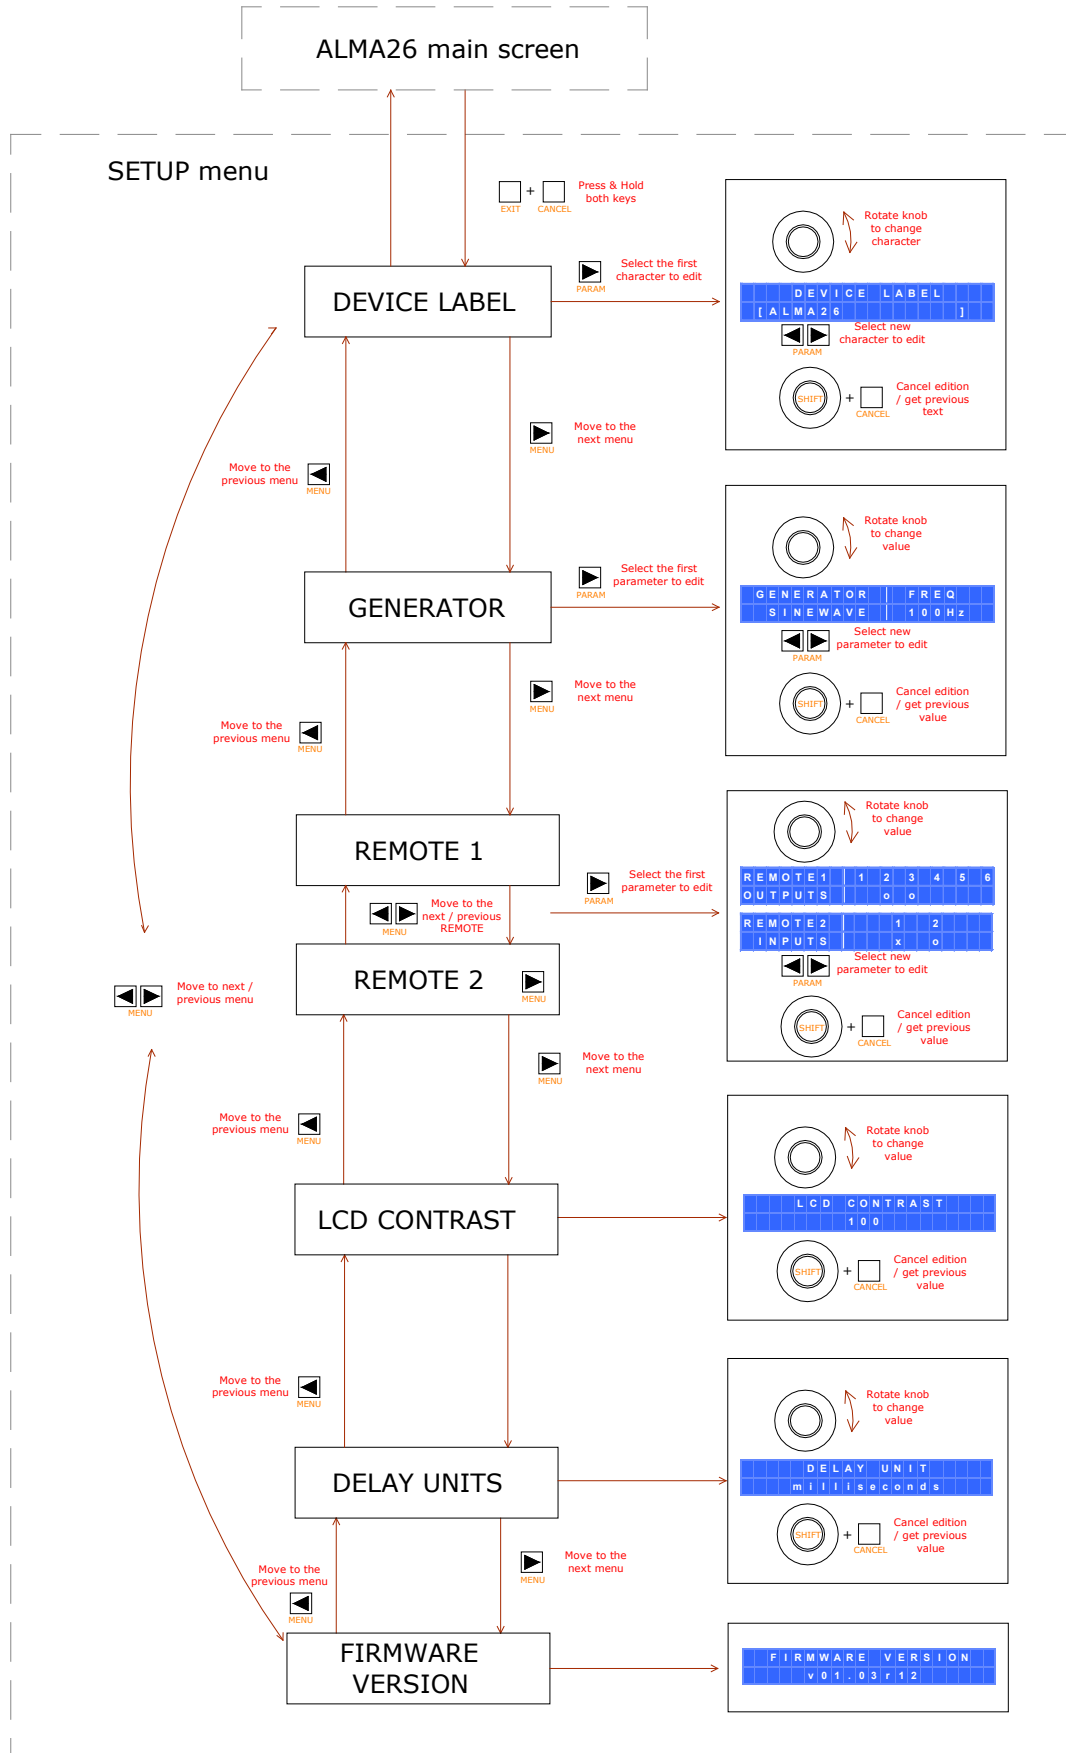 ALMA26 main screen
SETUP menu
+
EXIT
CANCEL
Press & Hold
both keys
DEVICE LABEL
PARAM
Select the first
character to edit
Rotate knob
to change
character
DEVICE LABEL
[ALMA26 ]
PARAM
Select new
character to edit
SHIFT
+
CANCEL
Cancel edition
/ get previous
text
MENU
Move to the
next menu
Move to the
previous menu
MENU
GENERATOR
PARAM
Select the first
parameter to edit
Rotate knob
to change
value
GENERATOR | FREQ
SINEWAVE | 100Hz
PARAM
Select new
parameter to edit
SHIFT
+
CANCEL
Cancel edition
/ get previous
value
MENU
Move to the
next menu
Move to the
previous menu
MENU
REMOTE 1
MENU
Move to the
next / previous
REMOTE
REMOTE 2
MENU
PARAM
Select the first
parameter to edit
Rotate knob
to change
value
REMOTE1 | 1 2 3 4 5 6
OUTPUTS | o o
REMOTE2 | 1 2
INPUTS | x o
PARAM
Select new
parameter to edit
SHIFT
+
CANCEL
Cancel edition
/ get previous
value
MENU
Move to next /
previous menu
MENU
Move to the
next menu
Move to the
previous menu
MENU
LCD CONTRAST
Rotate knob
to change
value
LCD CONTRAST
100
SHIFT
+
CANCEL
Cancel edition
/ get previous
value
Move to the
previous menu
MENU
DELAY UNITS
Rotate knob
to change
value
DELAY UNIT
milliseconds
SHIFT
+
CANCEL
Cancel edition
/ get previous
value
MENU
Move to the
next menu
Move to the
previous menu
MENU
FIRMWARE
VERSION
FIRMWARE VERSION
v01.03r12